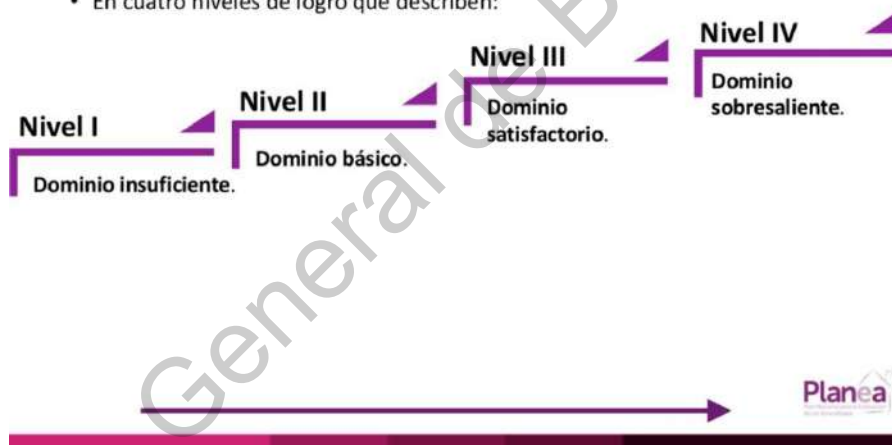 • En cuatro niveles de logro que describen:
Nivel I
Dominio insuficiente.
Nivel II
Dominio básico.
Nivel III
Dominio
satisfactorio.
Nivel IV
Dominio
sobresaliente.
General de B
Planea